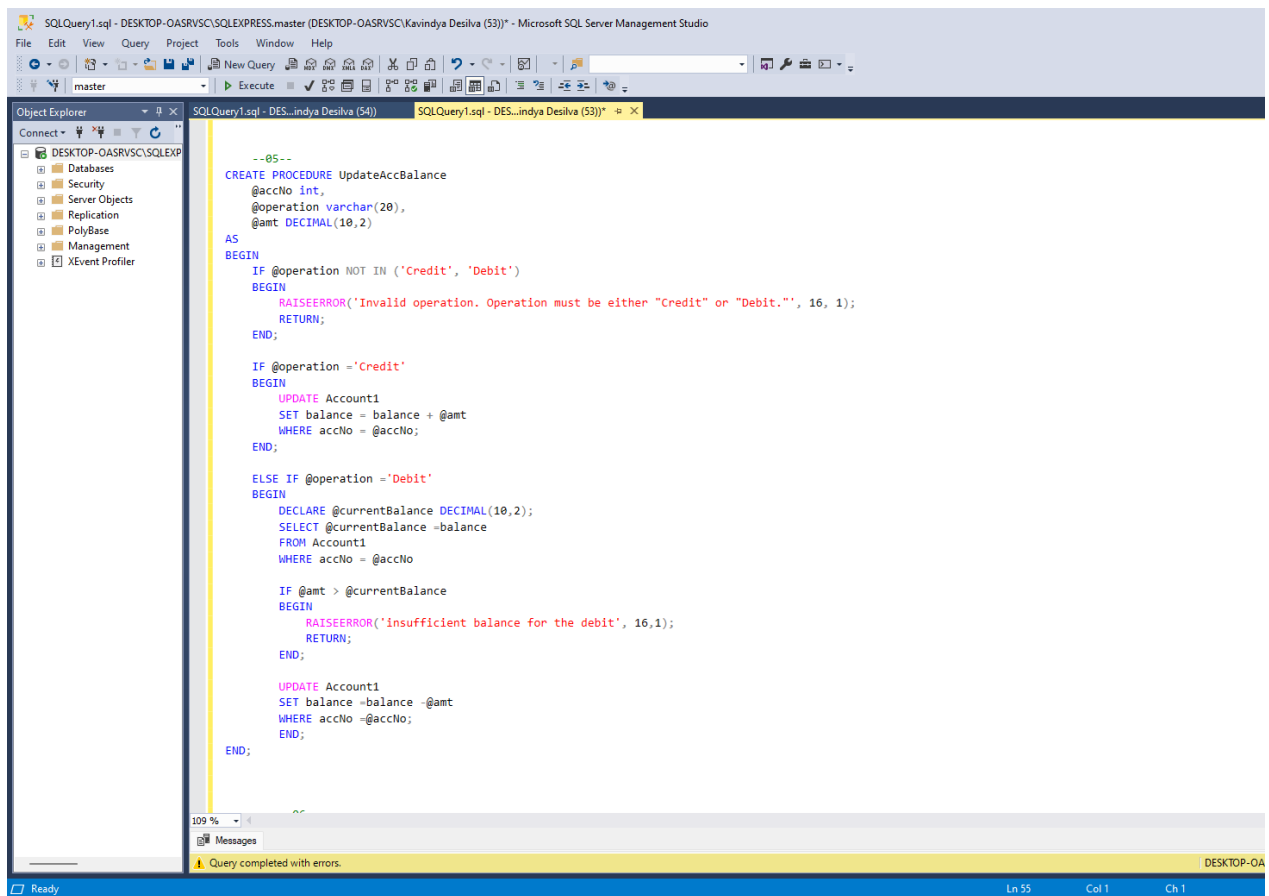 SQLQuery1.sql - DESKTOP-OASRVSC\SQLEXPRESS.master (DESKTOP-OASRVSC\Kavindya Desilva (53))* - Microsoft SQL Server Management Studio
File Edit View Query Project Tools Window Help
New Query
master Execute
Object Explorer
SQLQuery1.sql - DES...indya Desilva (54)) SQLQuery1.sql - DES...indya Desilva (53))*
Connect
DESKTOP-OASRVSC\SQLEXP
Databases
Security
Server Objects
Replication
PolyBase
Management
XEvent Profiler
--05--
CREATE PROCEDURE UpdateAccBalance
@accNo int,
@operation varchar(20),
@amt DECIMAL(10,2)
AS
BEGIN
IF @operation NOT IN ('Credit', 'Debit')
BEGIN
RAISEERROR('Invalid operation. Operation must be either "Credit" or "Debit."', 16, 1);
RETURN;
END;
IF @operation ='Credit'
BEGIN
UPDATE Account1
SET balance = balance + @amt
WHERE accNo = @accNo;
END;
ELSE IF @operation ='Debit'
BEGIN
DECLARE @currentBalance DECIMAL(10,2);
SELECT @currentBalance =balance
FROM Account1
WHERE accNo = @accNo
IF @amt > @currentBalance
BEGIN
RAISEERROR('insufficient balance for the debit', 16,1);
RETURN;
END;
UPDATE Account1
SET balance =balance -@amt
WHERE accNo =@accNo;
END;
END;
109 %
Messages
Query completed with errors. DESKTOP-OA
Ready Ln 55 Col 1 Ch 1